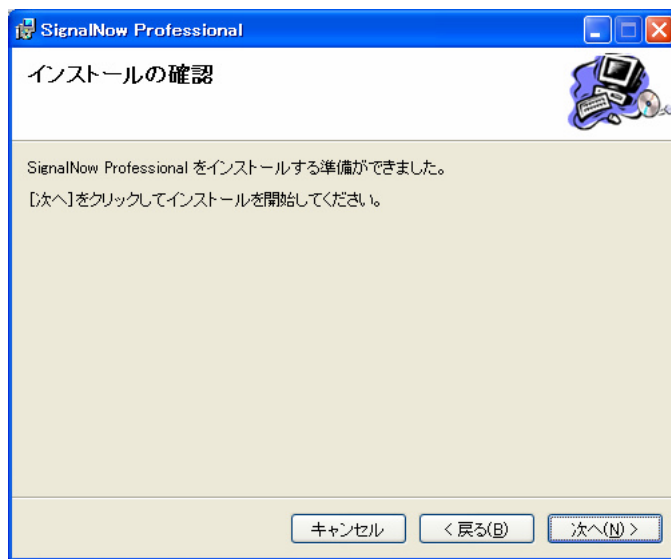 SignalNow Professional
インストールの確認
SignalNow Professional をインストールする準備ができました。
[次へ]をクリックしてインストールを開始してください。
キャンセル
< 戻る(B)
次へ(N) >